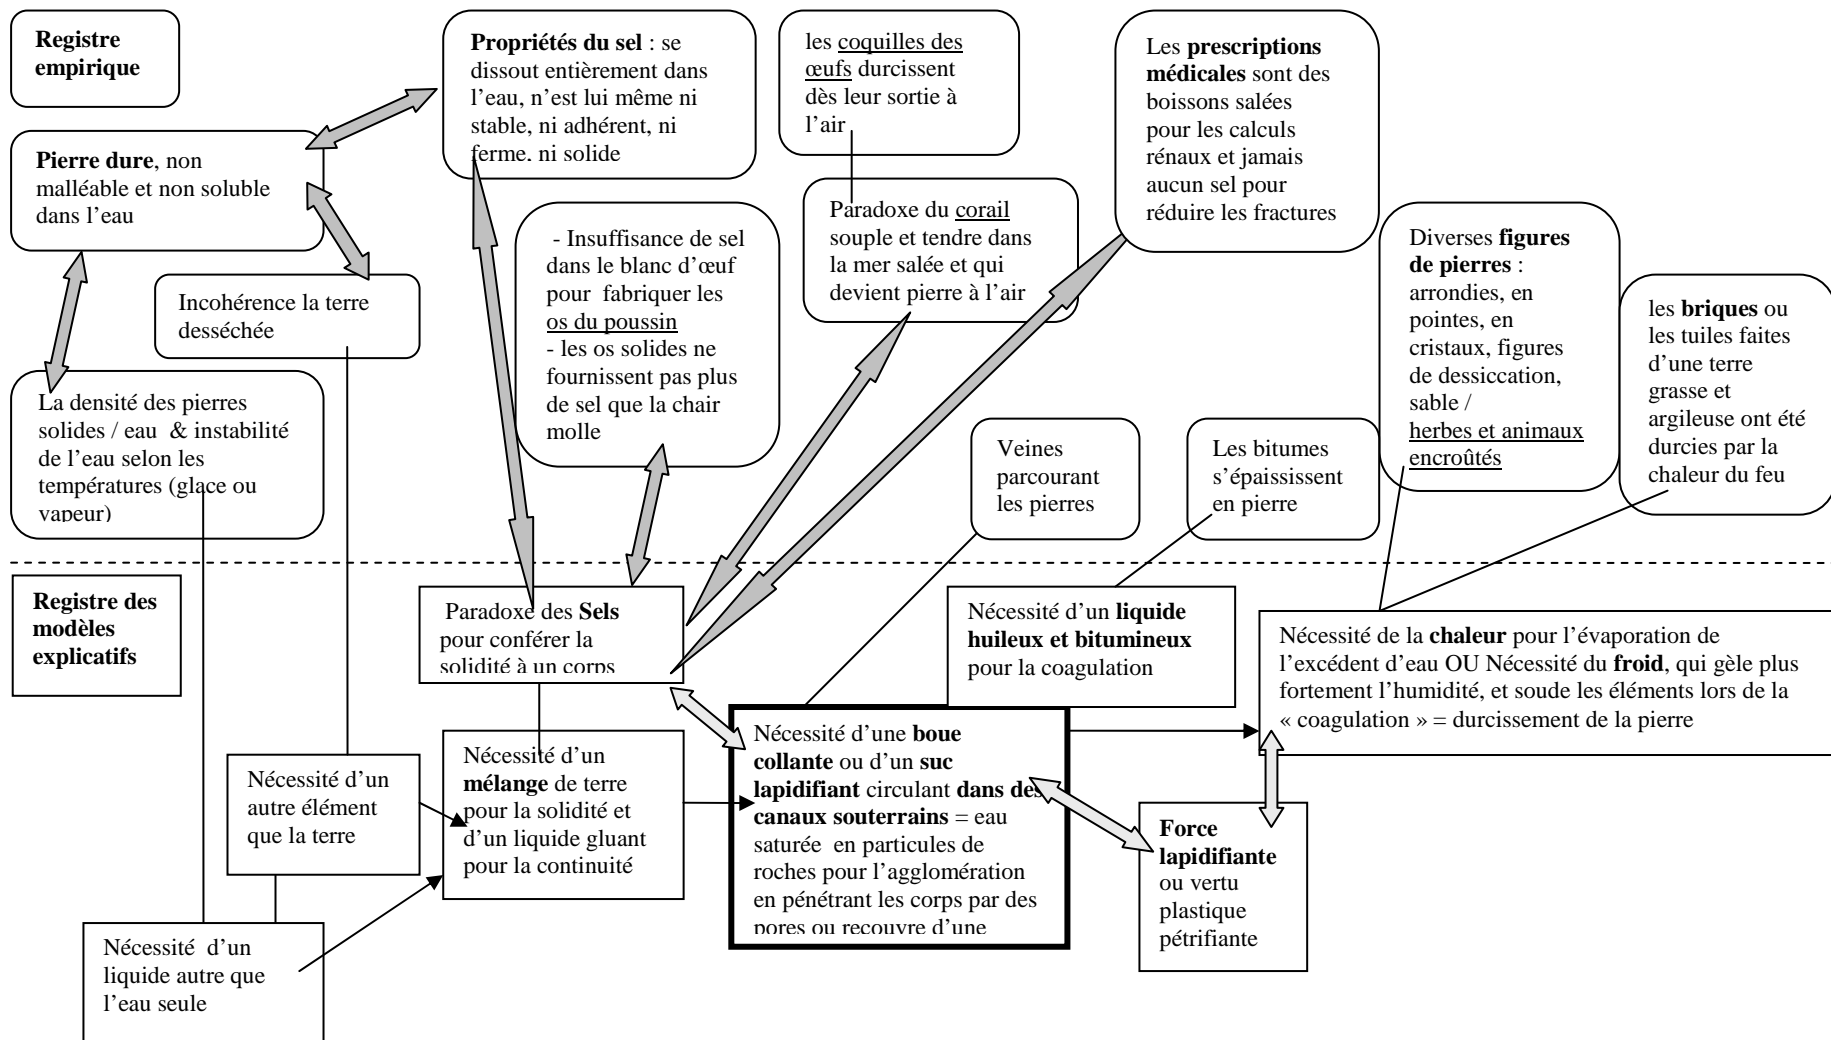 Registre
empirique
Propriétés du sel : se
dissout entièrement dans
l’eau, n’est lui même ni
stable, ni adhérent, ni
ferme, ni solide
les coquilles des
œufs durcissent
dès leur sortie à
l’air
Les prescriptions
médicales sont des
boissons salées
pour les calculs
rénaux et jamais
aucun sel pour
réduire les fractures
Pierre dure, non
malléable et non soluble
dans l’eau
- Insuffisance de sel
dans le blanc d’œuf
pour fabriquer les
os du poussin
- les os solides ne
fournissent pas plus
de sel que la chair
molle
Paradoxe du corail
souple et tendre dans
la mer salée et qui
devient pierre à l’air
Diverses figures
de pierres :
arrondies, en
pointes, en
cristaux, figures
de dessiccation,
sable /
herbes et animaux
encroûtés
les briques ou
les tuiles faites
d’une terre
grasse et
argileuse ont été
durcies par la
chaleur du feu
Incohérence la terre
desséchée
La densité des pierres
solides / eau & instabilité
de l’eau selon les
températures (glace ou
vapeur)
Veines
parcourant
les pierres
Les bitumes
s’épaississent
en pierre
Registre des
modèles
explicatifs
Paradoxe des Sels
pour conférer la
solidité à un corps
Nécessité d’un liquide
huileux et bitumineux
pour la coagulation
Nécessité de la chaleur pour l’évaporation de
l’excédent d’eau OU Nécessité du froid, qui gèle plus
fortement l’humidité, et soude les éléments lors de la
« coagulation » = durcissement de la pierre
Nécessité d’un
autre élément
que la terre
Nécessité d’un
mélange de terre
pour la solidité et
d’un liquide gluant
pour la continuité
Nécessité d’une boue
collante ou d’un suc
lapidifiant circulant dans des
canaux souterrains = eau
saturée en particules de
roches pour l’agglomération
en pénétrant les corps par des
pores ou recouvre d’une
Force
lapidifiante
ou vertu
plastique
pétrifiante
Nécessité d’un
liquide autre que
l’eau seule